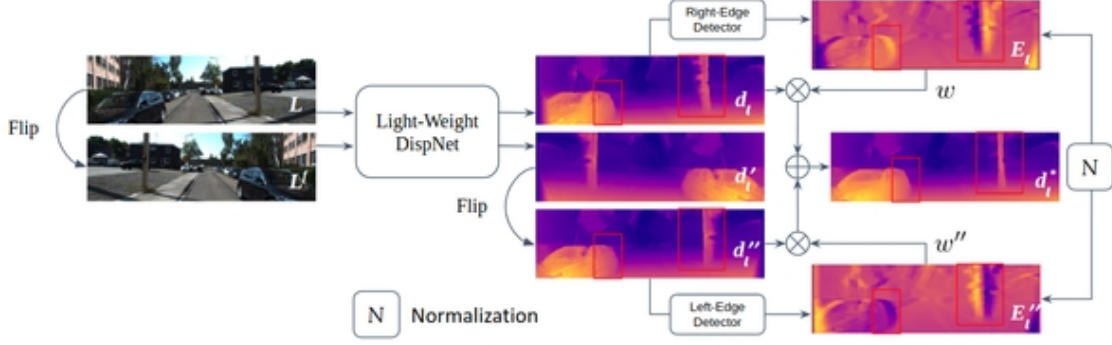 Right-Edge
Detector
E_l
w
L
d_l
Flip
Light-Weight
DispNet
L'
d_l'
d_l*
N
Flip
d_l''
w''
N Normalization
Left-Edge
Detector
E_l''